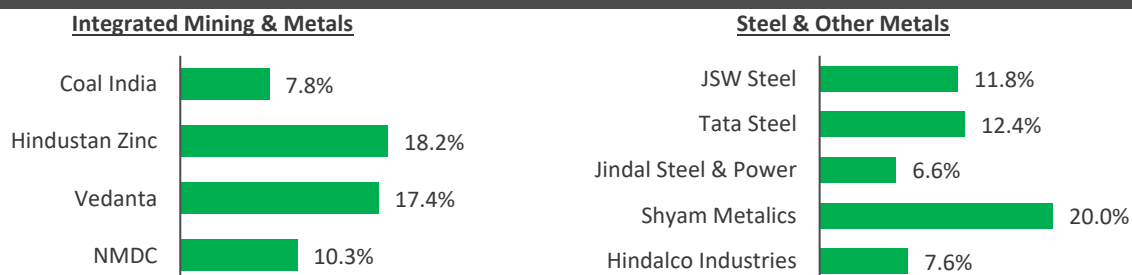 Integrated Mining & Metals
Coal India 7.8%
Hindustan Zinc 18.2%
Vedanta 17.4%
NMDC 10.3%
Steel & Other Metals
JSW Steel 11.8%
Tata Steel 12.4%
Jindal Steel & Power 6.6%
Shyam Metalics 20.0%
Hindalco Industries 7.6%